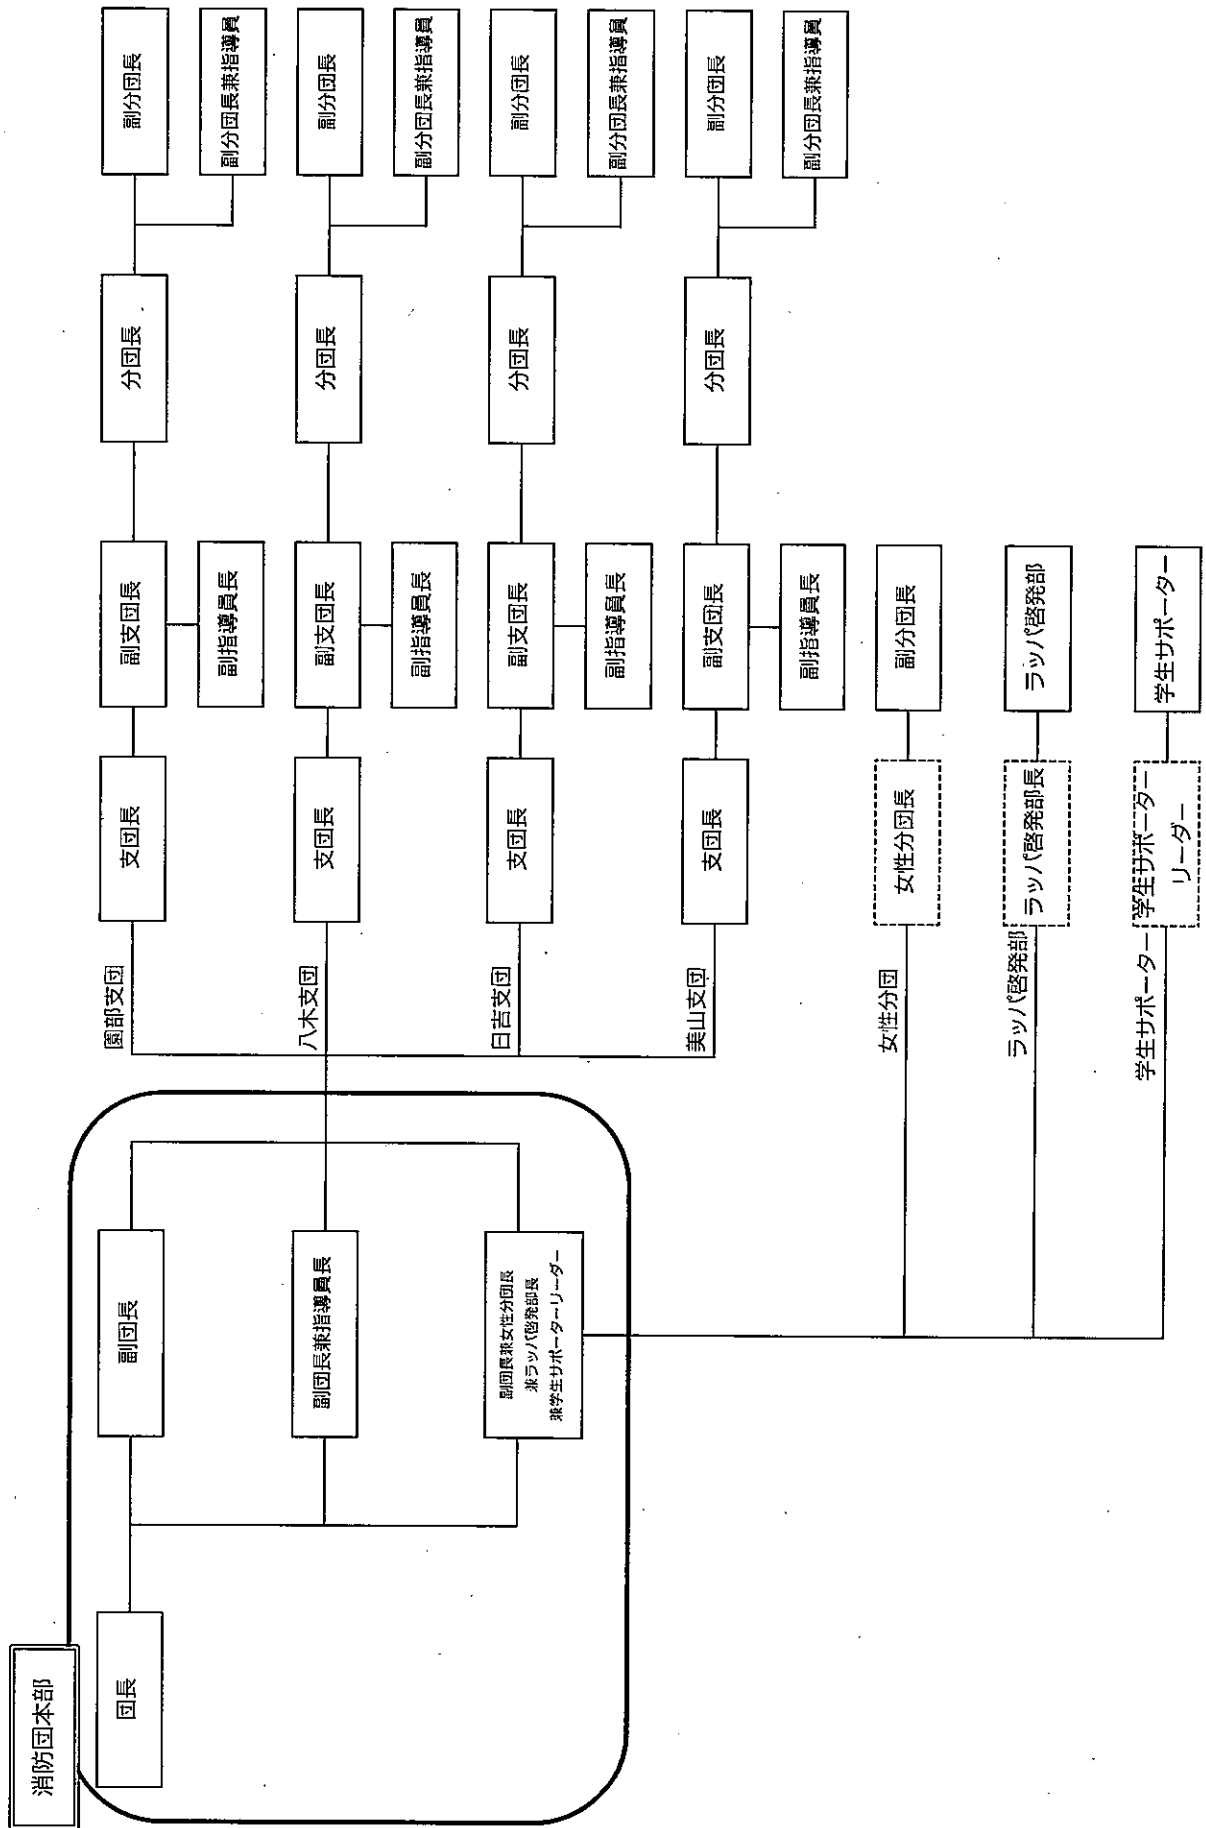 消防団本部
団長
副団長
副団長兼指導員長
副団長兼女性分団長
兼ラッパ啓発部長
兼学生サポーターリーダー
園部支団
支団長
副支団長
副指導員長
分団長
副分団長
副分団長兼指導員
八木支団
支団長
副支団長
副指導員長
分団長
副分団長
副分団長兼指導員
日吉支団
支団長
副支団長
副指導員長
分団長
副分団長
副分団長兼指導員
美山支団
支団長
副支団長
副指導員長
分団長
副分団長
副分団長兼指導員
女性分団
女性分団長
副分団長
ラッパ啓発部
ラッパ啓発部長
ラッパ啓発部
学生サポーター
学生サポーター
リーダー
学生サポーター